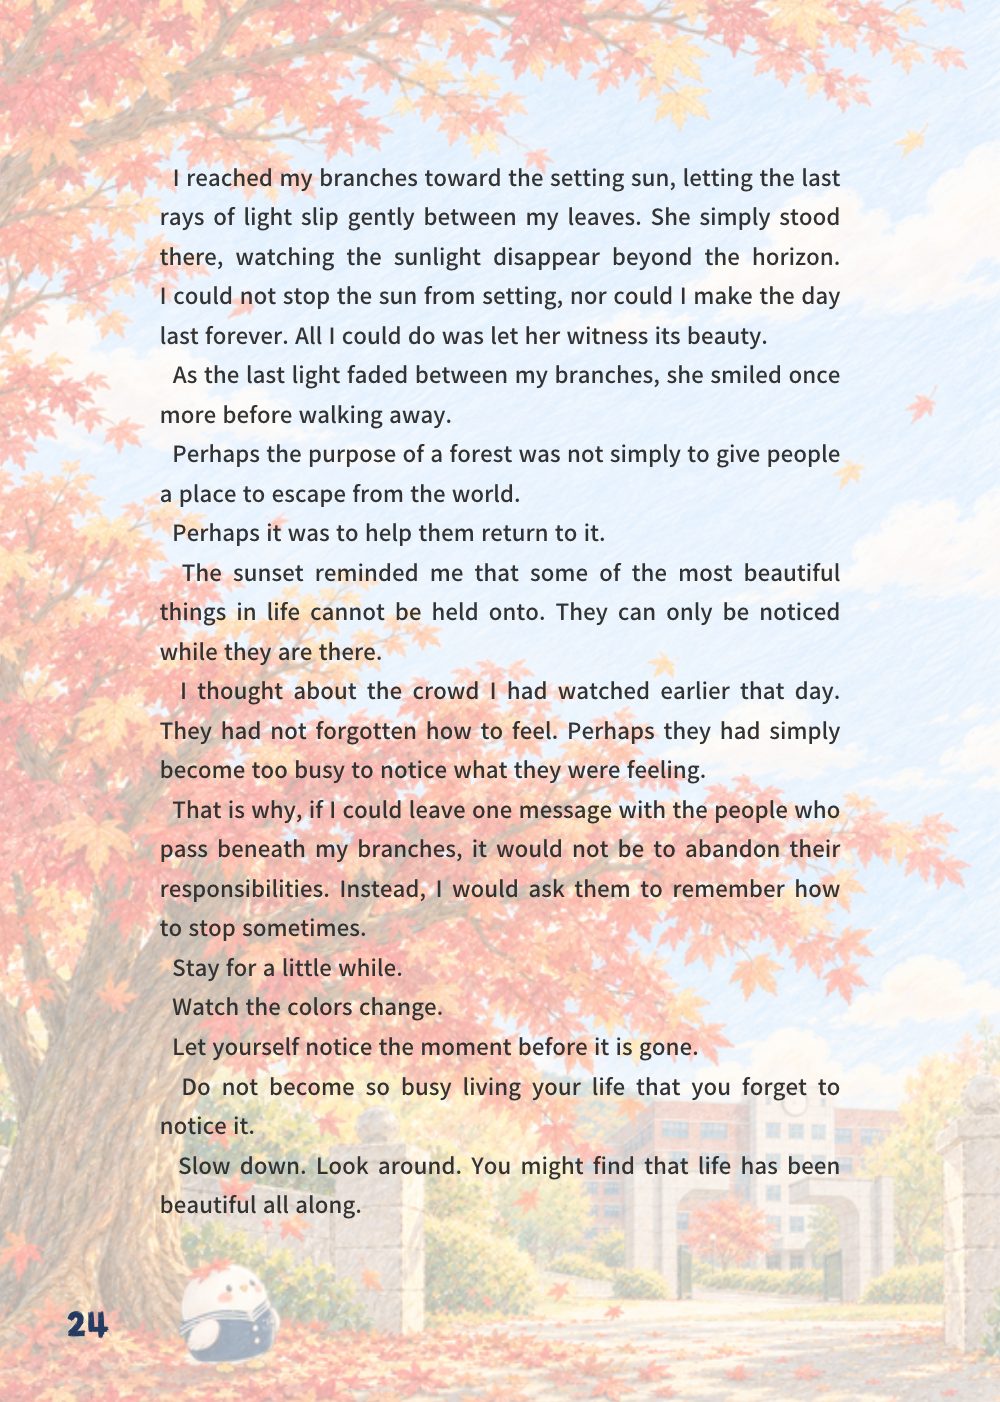 I reached my branches toward the setting sun, letting the last
rays of light slip gently between my leaves. She simply stood
there, watching the sunlight disappear beyond the horizon.
I could not stop the sun from setting, nor could I make the day
last forever. All I could do was let her witness its beauty.
As the last light faded between my branches, she smiled once
more before walking away.
Perhaps the purpose of a forest was not simply to give people
a place to escape from the world.
Perhaps it was to help them return to it.
The sunset reminded me that some of the most beautiful
things in life cannot be held onto. They can only be noticed
while they are there.
I thought about the crowd I had watched earlier that day.
They had not forgotten how to feel. Perhaps they had simply
become too busy to notice what they were feeling.
That is why, if I could leave one message with the people who
pass beneath my branches, it would not be to abandon their
responsibilities. Instead, I would ask them to remember how
to stop sometimes.
Stay for a little while.
Watch the colors change.
Let yourself notice the moment before it is gone.
Do not become so busy living your life that you forget to
notice it.
Slow down. Look around. You might find that life has been
beautiful all along.
24